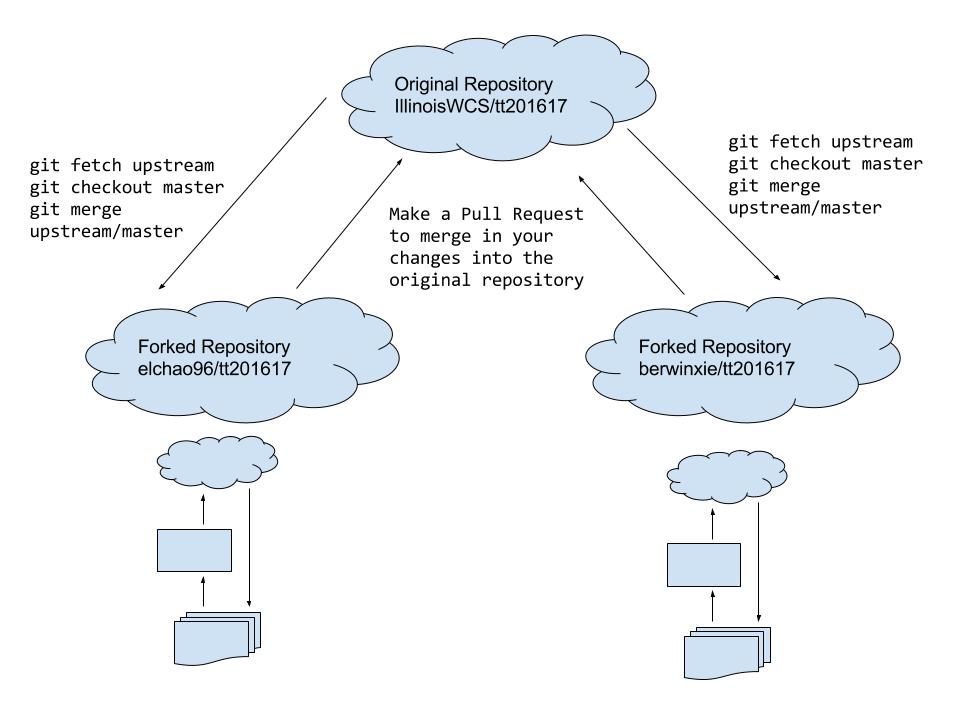 Original Repository
IllinoisWCS/tt201617
git fetch upstream
git checkout master
git merge
upstream/master
git fetch upstream
git checkout master
git merge
upstream/master
Make a Pull Request
to merge in your
changes into the
original repository
Forked Repository
elchao96/tt201617
Forked Repository
berwinxie/tt201617